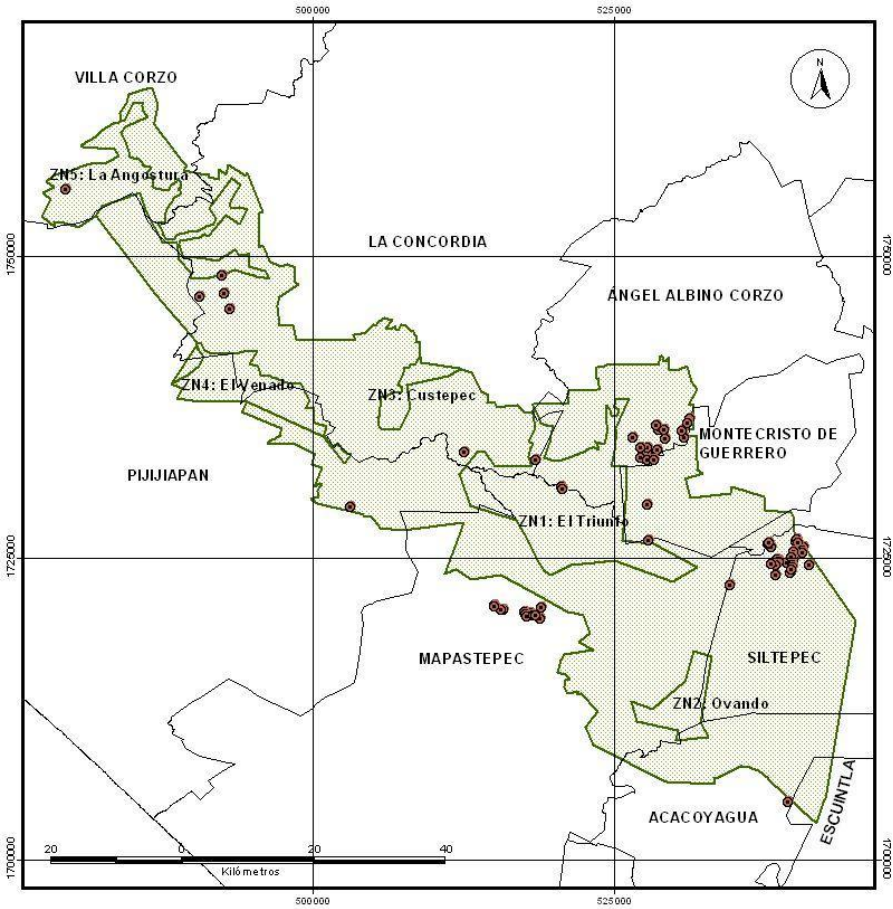 500000
525000
VILLA CORZO
N
ZN5: La Angostura
1750000
1750000
LA CONCORDIA
ÁNGEL ALBINO CORZO
ZN4: El Venado
ZN3: Custepec
MONTECRISTO DE
GUERRERO
PIJIJIAPAN
ZN1: El Triunfo
1725000
1725000
MAPASTEPEC
SILTEPEC
ZN2: Ovando
ESCUINTLA
ACACOYAGUA
20
0
20
40
Kilómetros
1700000
1700000
500000
525000